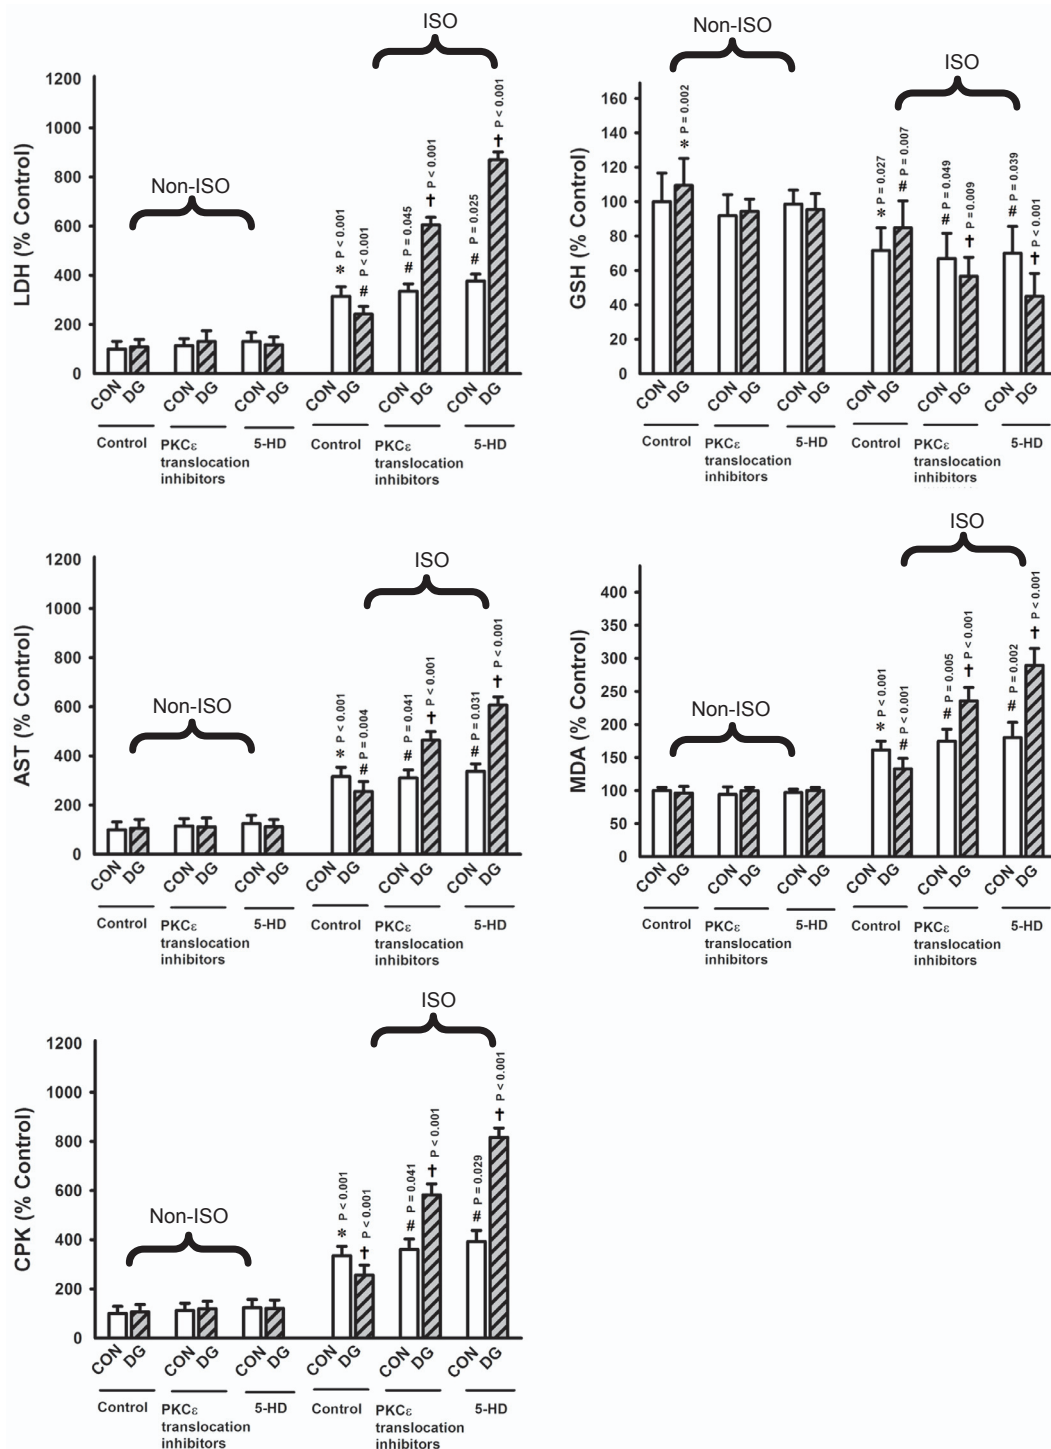 ISO
Non-ISO
LDH (% Control)
1200
1000
800
600
400
200
0
* P < 0.001
# P < 0.001
# P = 0.045
† P < 0.001
# P = 0.025
† P < 0.001
CON DG CON DG CON DG CON DG CON DG CON DG
Control PKCε 5-HD Control PKCε 5-HD
translocation translocation
inhibitors inhibitors
Non-ISO
ISO
GSH (% Control)
160
140
120
100
80
60
40
20
0
* P = 0.002
* P = 0.027
# P = 0.007
# P = 0.049
† P = 0.009
# P = 0.039
† P < 0.001
CON DG CON DG CON DG CON DG CON DG CON DG
Control PKCε 5-HD Control PKCε 5-HD
translocation translocation
inhibitors inhibitors
ISO
Non-ISO
AST (% Control)
1200
1000
800
600
400
200
0
* P < 0.001
# P = 0.004
# P = 0.041
† P < 0.001
# P = 0.031
† P < 0.001
CON DG CON DG CON DG CON DG CON DG CON DG
Control PKCε 5-HD Control PKCε 5-HD
translocation translocation
inhibitors inhibitors
ISO
Non-ISO
MDA (% Control)
400
350
300
250
200
150
100
50
0
* P < 0.001
# P < 0.001
# P = 0.005
† P < 0.001
# P = 0.002
† P < 0.001
CON DG CON DG CON DG CON DG CON DG CON DG
Control PKCε 5-HD Control PKCε 5-HD
translocation translocation
inhibitors inhibitors
ISO
Non-ISO
CPK (% Control)
1200
1000
800
600
400
200
0
* P < 0.001
† P < 0.001
# P = 0.041
† P < 0.001
# P = 0.029
† P < 0.001
CON DG CON DG CON DG CON DG CON DG CON DG
Control PKCε 5-HD Control PKCε 5-HD
translocation translocation
inhibitors inhibitors